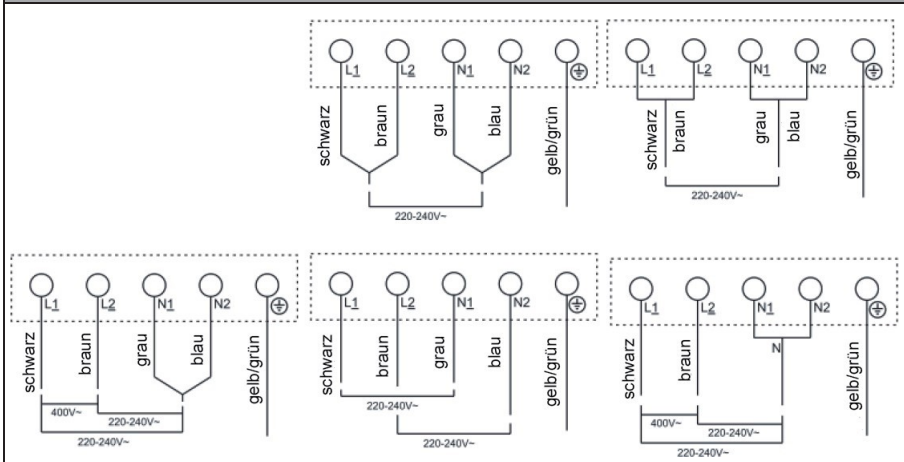 L1 L2 N1 N2
schwarz braun grau blau gelb/grün
220-240V~
L1 L2 N1 N2
schwarz braun grau blau gelb/grün
220-240V~
L1 L2 N1 N2
schwarz braun grau blau gelb/grün
400V~
220-240V~
220-240V~
L1 L2 N1 N2
schwarz braun grau blau gelb/grün
220-240V~
220-240V~
L1 L2 N1 N2
N
schwarz braun gelb/grün
400V~
220-240V~
220-240V~